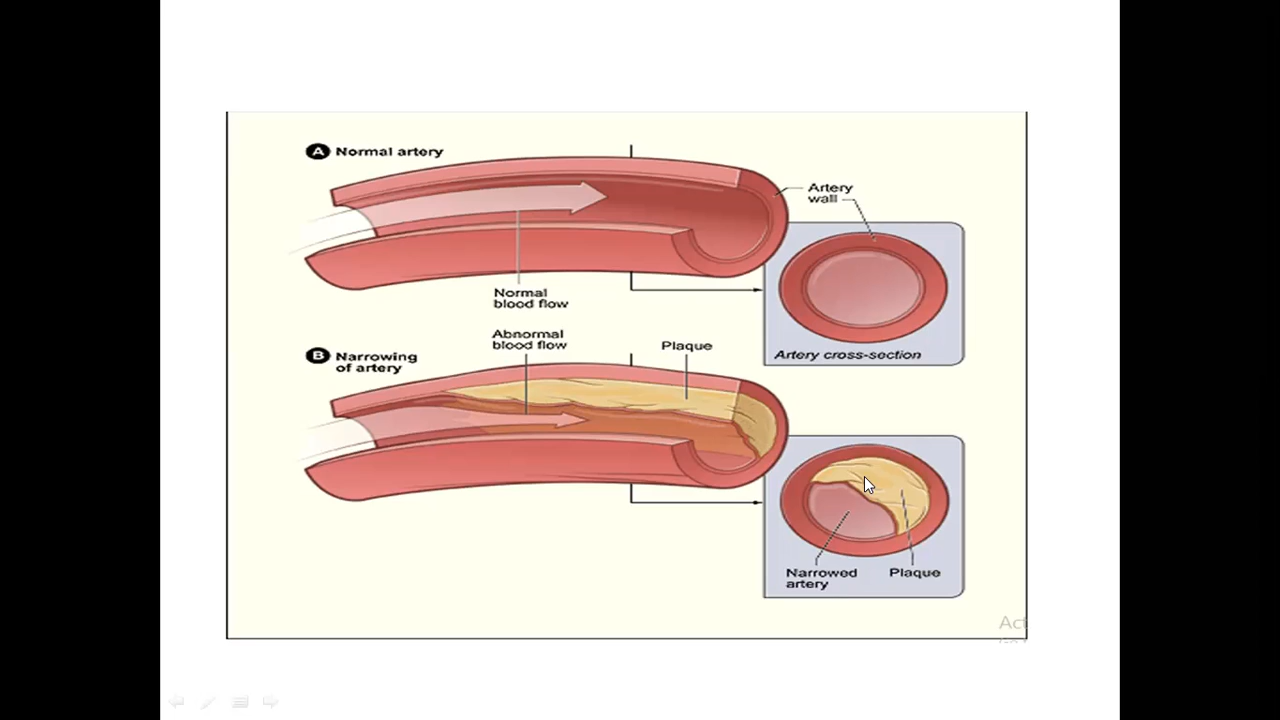 A Normal artery
Artery
wall
Normal
blood flow
Artery cross-section
Abnormal
blood flow
Plaque
B Narrowing
of artery
Narrowed
artery
Plaque
Act